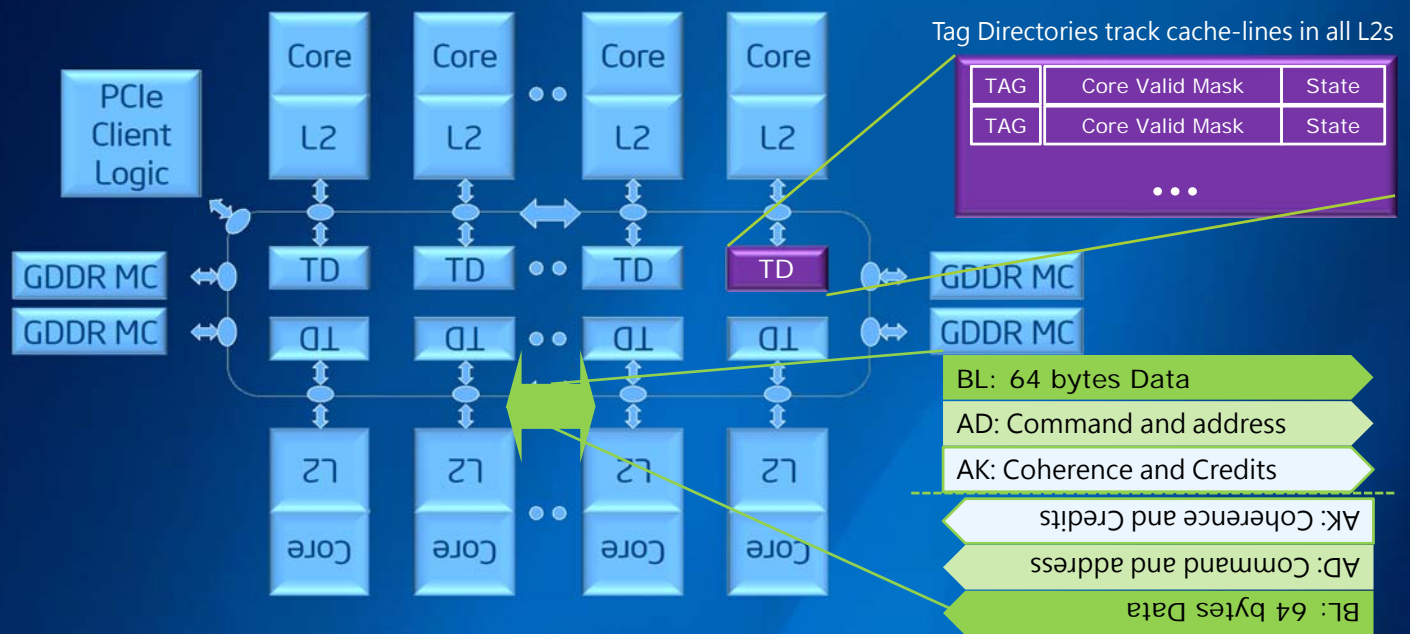 Tag Directories track cache-lines in all L2s
TAG Core Valid Mask State
TAG Core Valid Mask State
•••
PCIe
Client
Logic
Core Core Core Core
L2 L2 L2 L2
TD TD TD TD
GDDR MC
GDDR MC
GDDR MC
GDDR MC
TD TD TD TD
L2 L2 L2 L2
Core Core Core Core
BL: 64 bytes Data
AD: Command and address
AK: Coherence and Credits
AK: Coherence and Credits
AD: Command and address
BL: 64 bytes Data